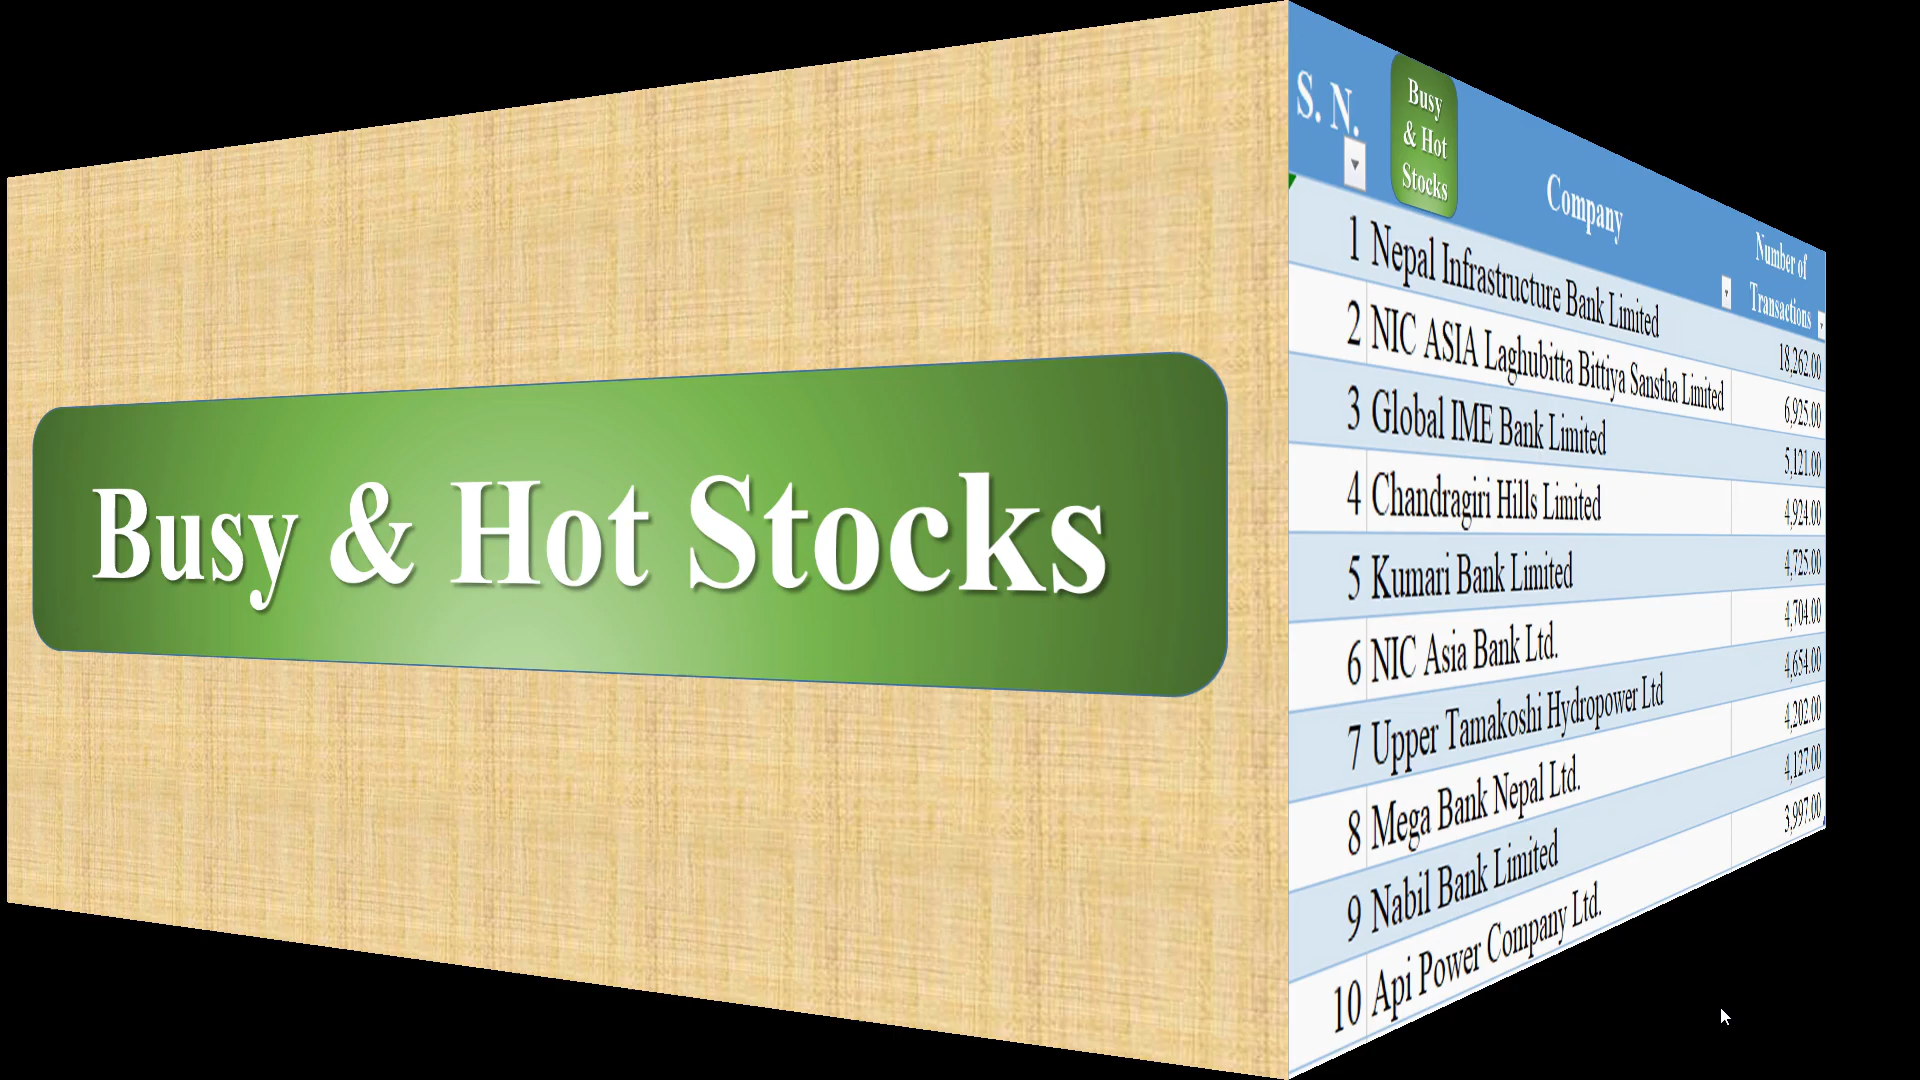 Busy & Hot Stocks
S. N.
Busy
& Hot
Stocks
Company
Number of
Transactions
1 Nepal Infrastructure Bank Limited 18,262.00
2 NIC ASIA Laghubitta Bittiya Sanstha Limited 6,925.00
3 Global IME Bank Limited 5,121.00
4 Chandragiri Hills Limited 4,924.00
5 Kumari Bank Limited 4,725.00
6 NIC Asia Bank Ltd. 4,704.00
7 Upper Tamakoshi Hydropower Ltd 4,654.00
8 Mega Bank Nepal Ltd. 4,202.00
9 Nabil Bank Limited 4,127.00
10 Api Power Company Ltd. 3,997.00